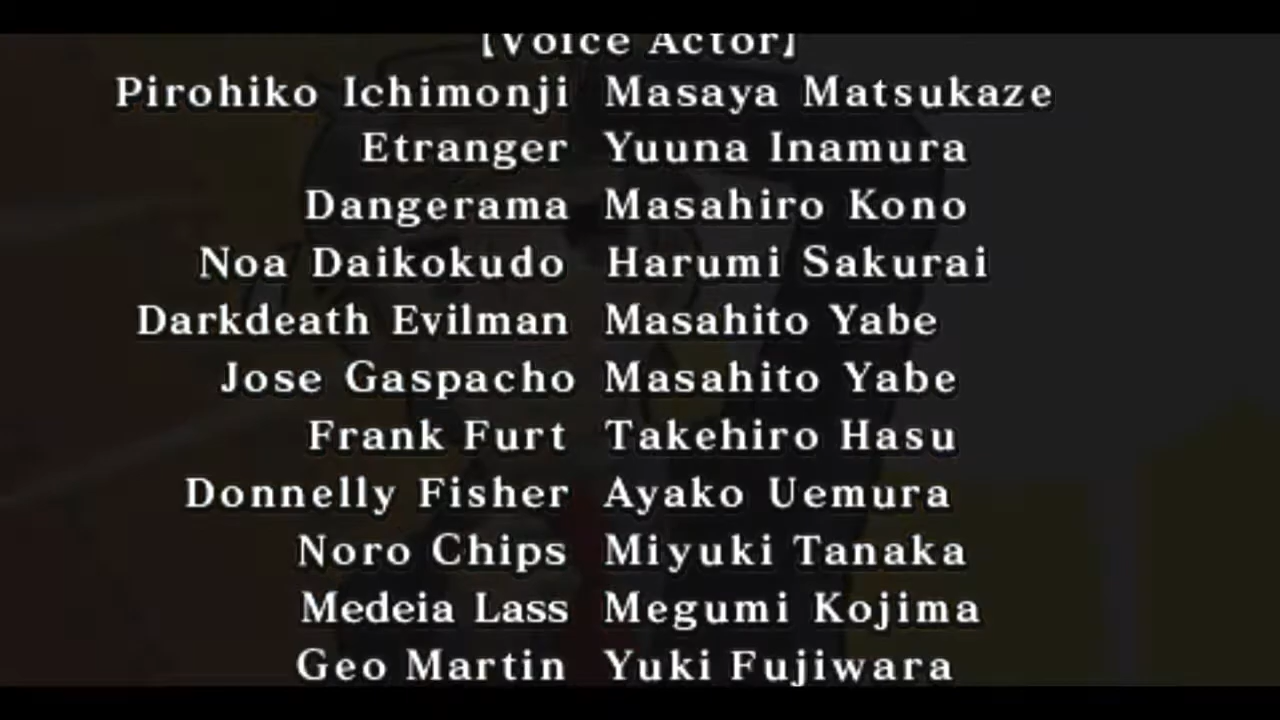 [Voice Actor]
Pirohiko Ichimonji Masaya Matsukaze
Etranger Yuuna Inamura
Dangerama Masahiro Kono
Noa Daikokudo Harumi Sakurai
Darkdeath Evilman Masahito Yabe
Jose Gaspacho Masahito Yabe
Frank Furt Takehiro Hasu
Donnelly Fisher Ayako Uemura
Noro Chips Miyuki Tanaka
Medeia Lass Megumi Kojima
Geo Martin Yuki Fujiwara